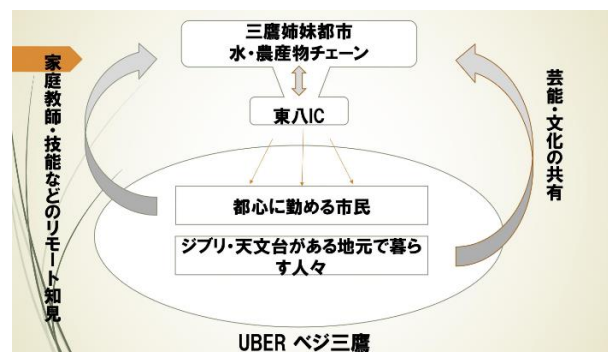 三鷹姉妹都市
水・農産物チェーン
家庭教師・技能などのリモート知見
東八IC
芸能・文化の共有
都心に勤める市民
ジブリ・天文台がある地元で暮ら
す人々
UBER ベジ三鷹